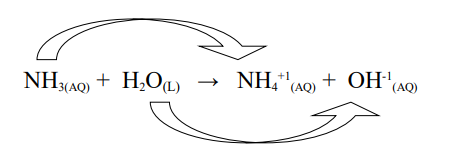 NH₃(AQ) + H₂O(L) → NH₄⁺¹(AQ) + OH⁻¹(AQ)